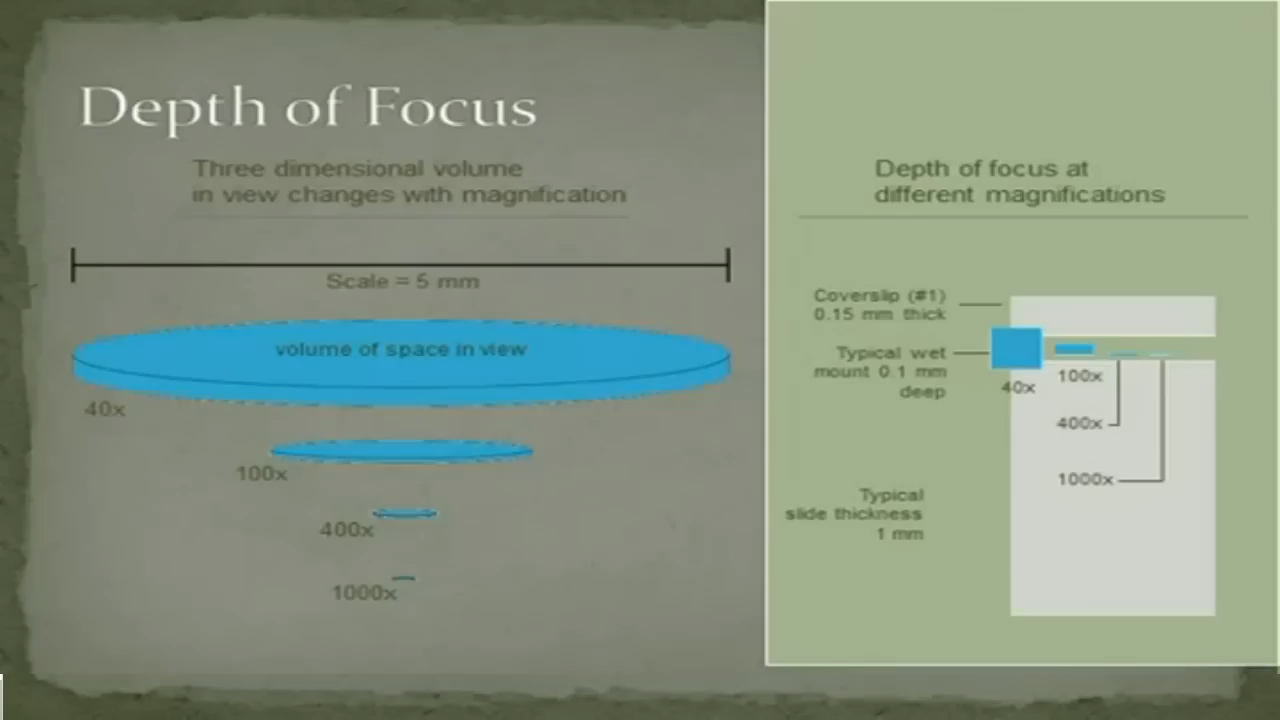 Depth of Focus
Three dimensional volume
in view changes with magnification
Scale = 5 mm
volume of space in view
40x
100x
400x
1000x
Depth of focus at
different magnifications
Coverslip (#1)
0.15 mm thick
Typical wet
mount 0.1 mm
deep
40x
100x
400x
1000x
Typical
slide thickness
1 mm